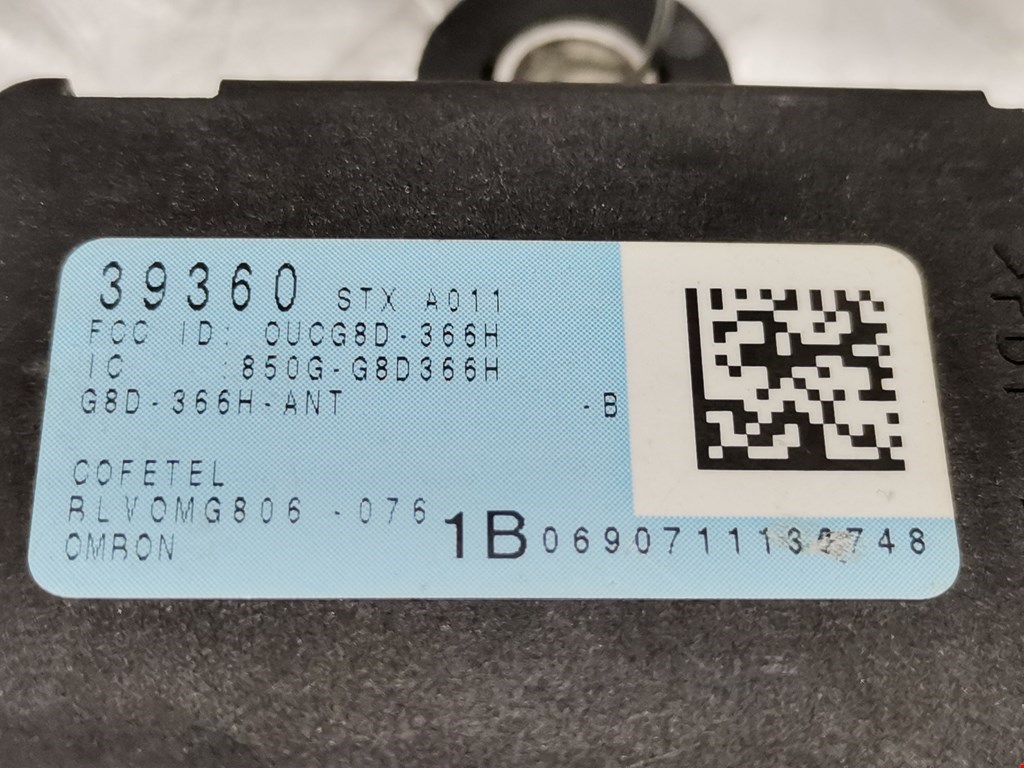 39360 STX A011
FCC ID: OUCG8D-366H
IC :850G-G8D366H
G8D-366H-ANT -B
COFETEL
RLVOMG806 -076
OMRON
1B